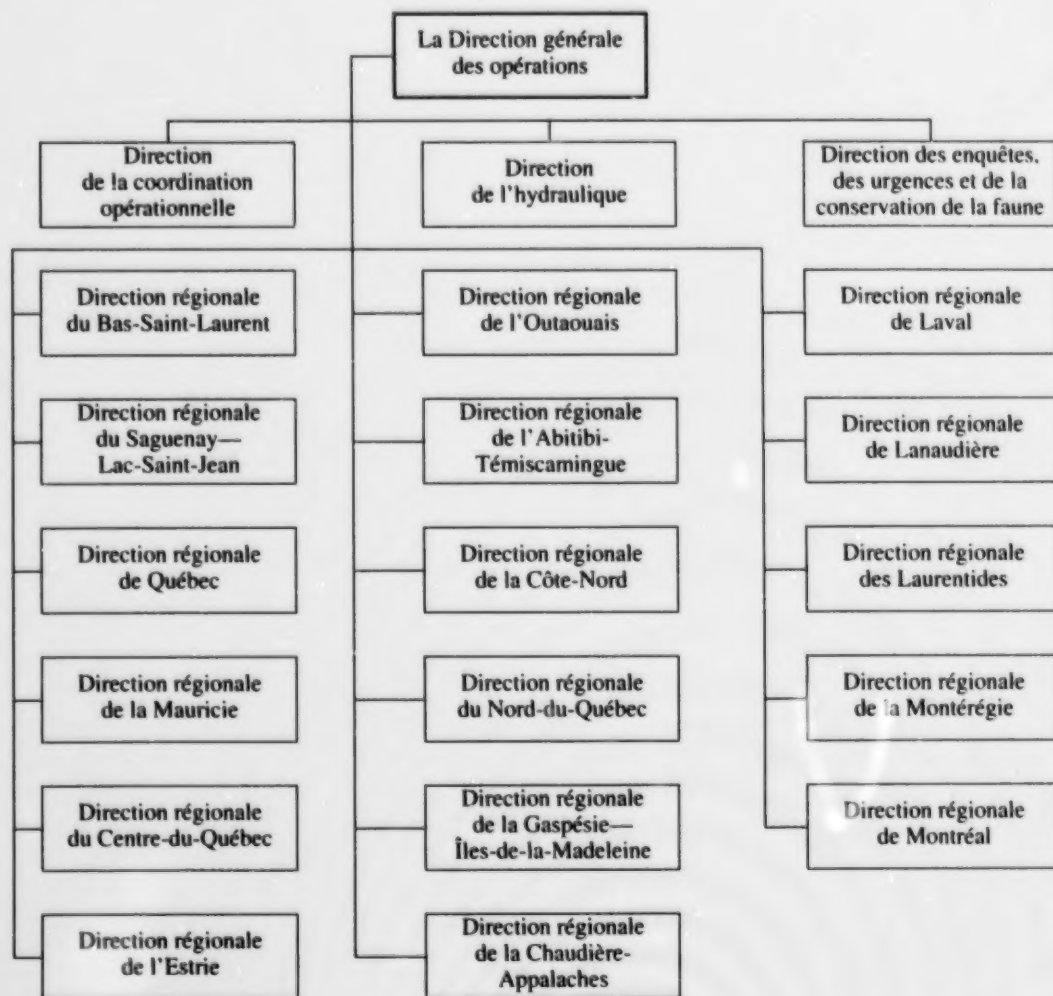 La Direction générale
des opérations
Direction
de la coordination
opérationnelle
Direction
de l'hydraulique
Direction des enquêtes,
des urgences et de la
conservation de la faune
Direction régionale
du Bas-Saint-Laurent
Direction régionale
de l'Outaouais
Direction régionale
de Laval
Direction régionale
du Saguenay—
Lac-Saint-Jean
Direction régionale
de l'Abitibi-
Témiscamingue
Direction régionale
de Lanaudière
Direction régionale
de Québec
Direction régionale
de la Côte-Nord
Direction régionale
des Laurentides
Direction régionale
de la Mauricie
Direction régionale
du Nord-du-Québec
Direction régionale
de la Montérégie
Direction régionale
du Centre-du-Québec
Direction régionale
de la Gaspésie—
Îles-de-la-Madeleine
Direction régionale
de Montréal
Direction régionale
de l'Estrie
Direction régionale
de la Chaudière-
Appalaches